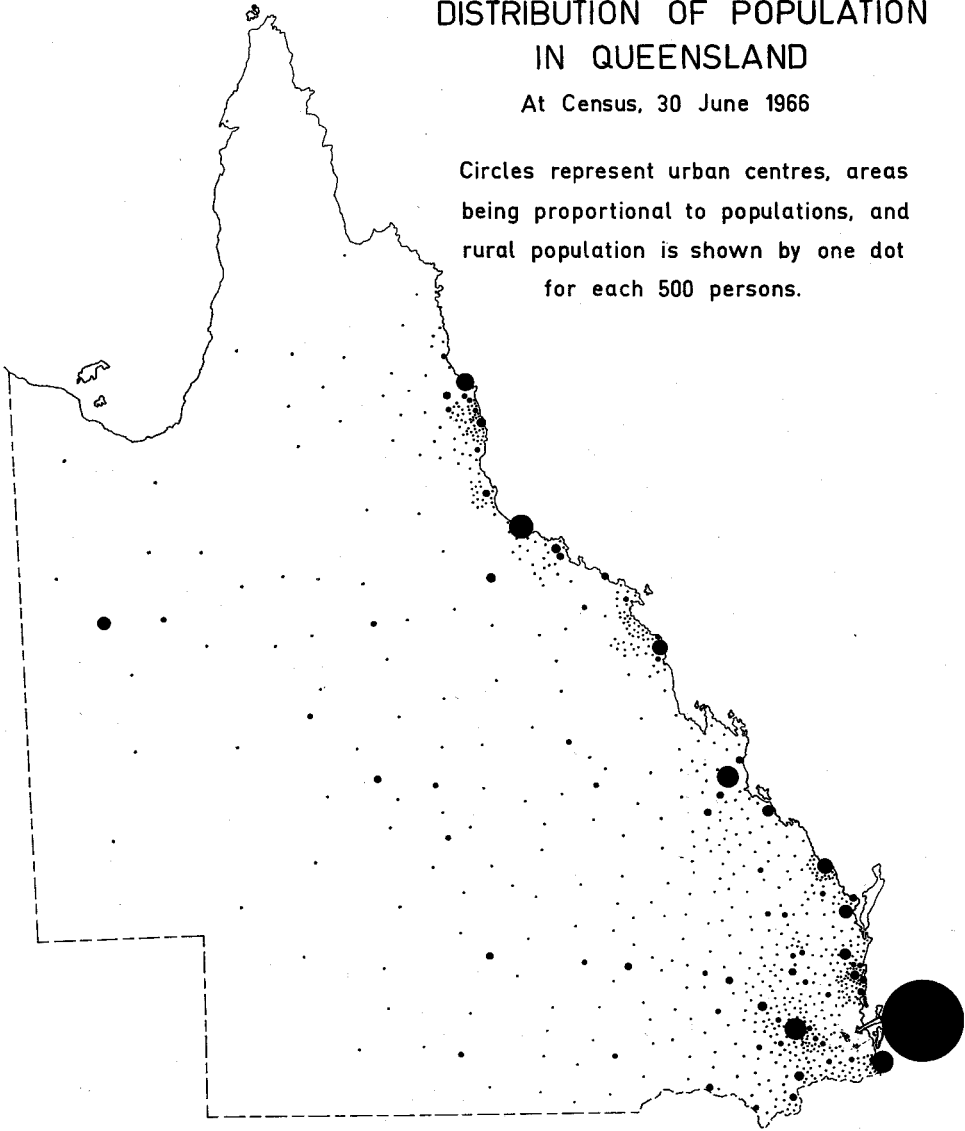 DISTRIBUTION OF POPULATION
IN QUEENSLAND
At Census, 30 June 1966
Circles represent urban centres, areas
being proportional to populations, and
rural population is shown by one dot
for each 500 persons.